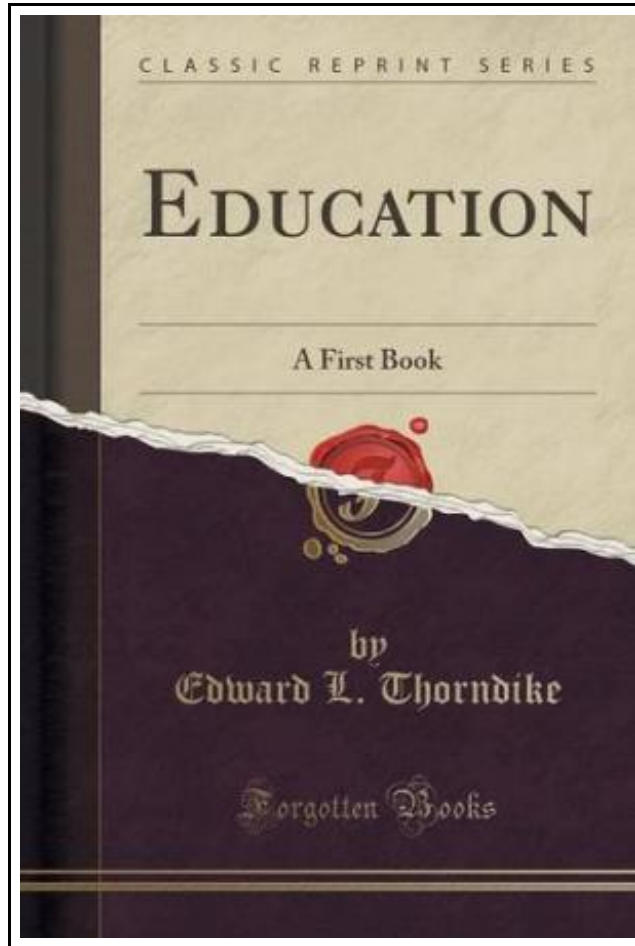 CLASSIC REPRINT SERIES
EDUCATION
A First Book
by
Edward L. Thorndike
Forgotten Books